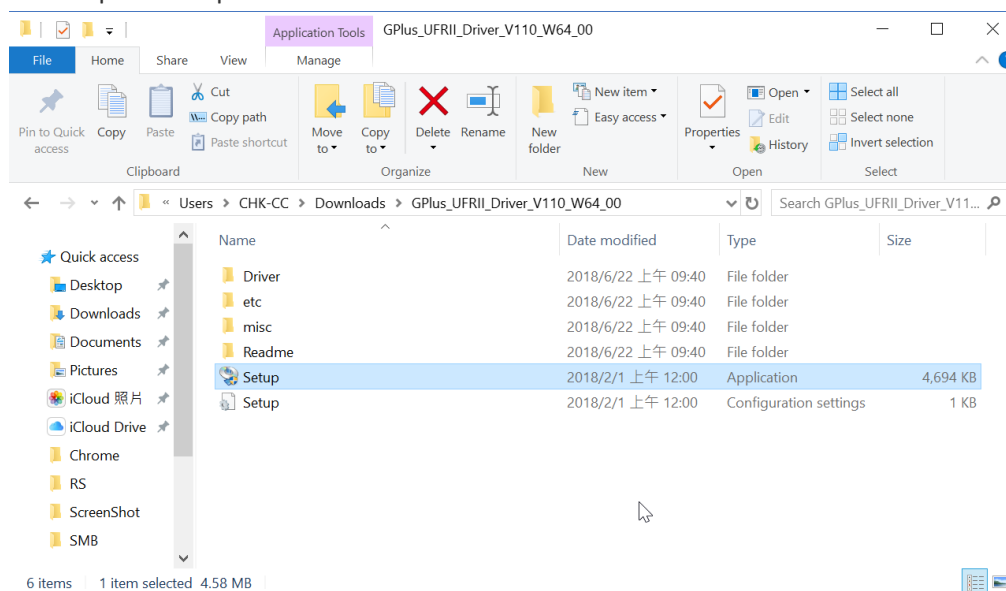 Application Tools GPlus_UFRII_Driver_V110_W64_00
File Home Share View Manage
Pin to Quick access
Copy
Paste
Cut
Copy path
Paste shortcut
Clipboard
Move to
Copy to
Delete
Rename
Organize
New folder
New item
Easy access
New
Properties
Open
Edit
History
Open
Select all
Select none
Invert selection
Select
« Users > CHK-CC > Downloads > GPlus_UFRII_Driver_V110_W64_00
Search GPlus_UFRII_Driver_V11...
Quick access
Desktop
Downloads
Documents
Pictures
iCloud 照片
iCloud Drive
Chrome
RS
ScreenShot
SMB
Name Date modified Type Size
Driver 2018/6/22 上午 09:40 File folder
etc 2018/6/22 上午 09:40 File folder
misc 2018/6/22 上午 09:40 File folder
Readme 2018/6/22 上午 09:40 File folder
Setup 2018/2/1 上午 12:00 Application 4,694 KB
Setup 2018/2/1 上午 12:00 Configuration settings 1 KB
6 items 1 item selected 4.58 MB